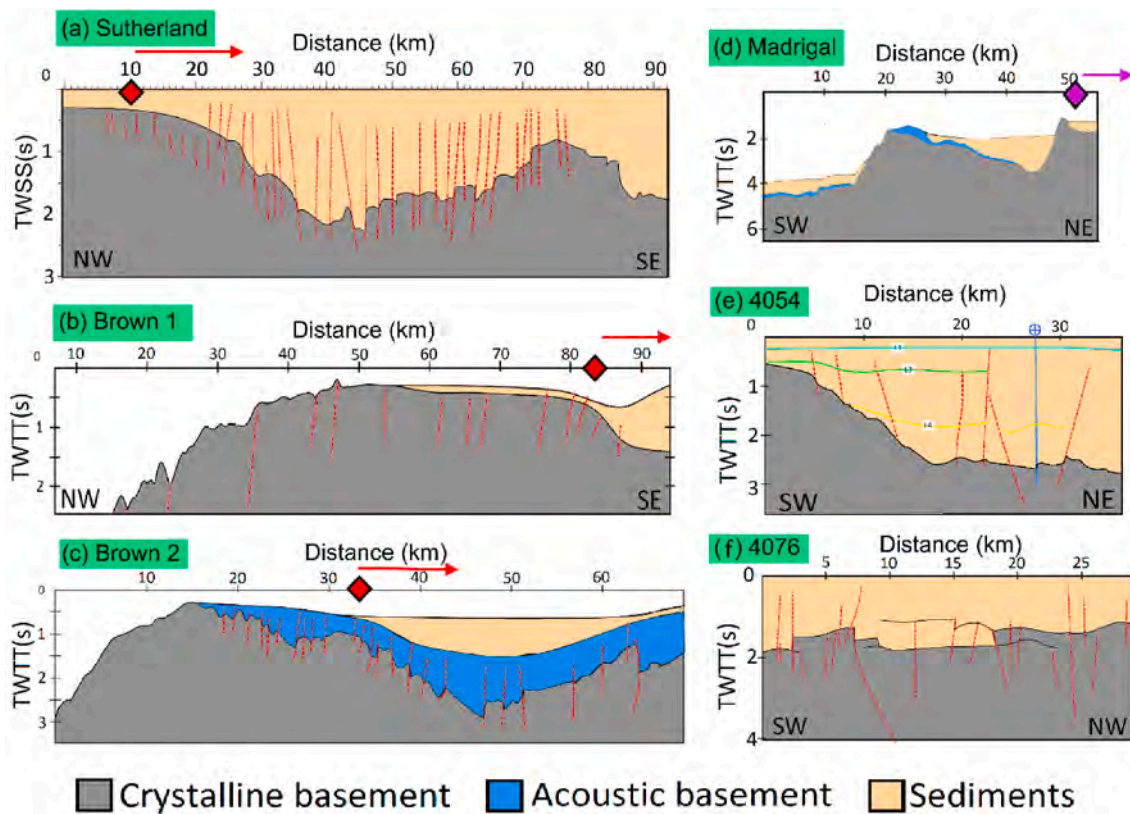 (a) Sutherland
Distance (km)
0 10 20 30 40 50 60 70 80 90
TWSS(s)
1
2
3
NW SE
(b) Brown 1
Distance (km)
0 10 20 30 40 50 60 70 80 90
TWTT(s)
1
2
NW SE
(c) Brown 2
Distance (km)
10 20 30 40 50 60
0
TWTT(s)
1
2
3
(d) Madrigal
Distance (km)
10 20 30 40 50
TWTT(s)
2
4
6
SW NE
(e) 4054
Distance (km)
0 10 20 30
TWTT(s)
1
2
3
L4
SW NE
(f) 4076
Distance (km)
0 5 10 15 20 25
TWTT(s)
2
4
SW NW
Crystalline basement Acoustic basement Sediments